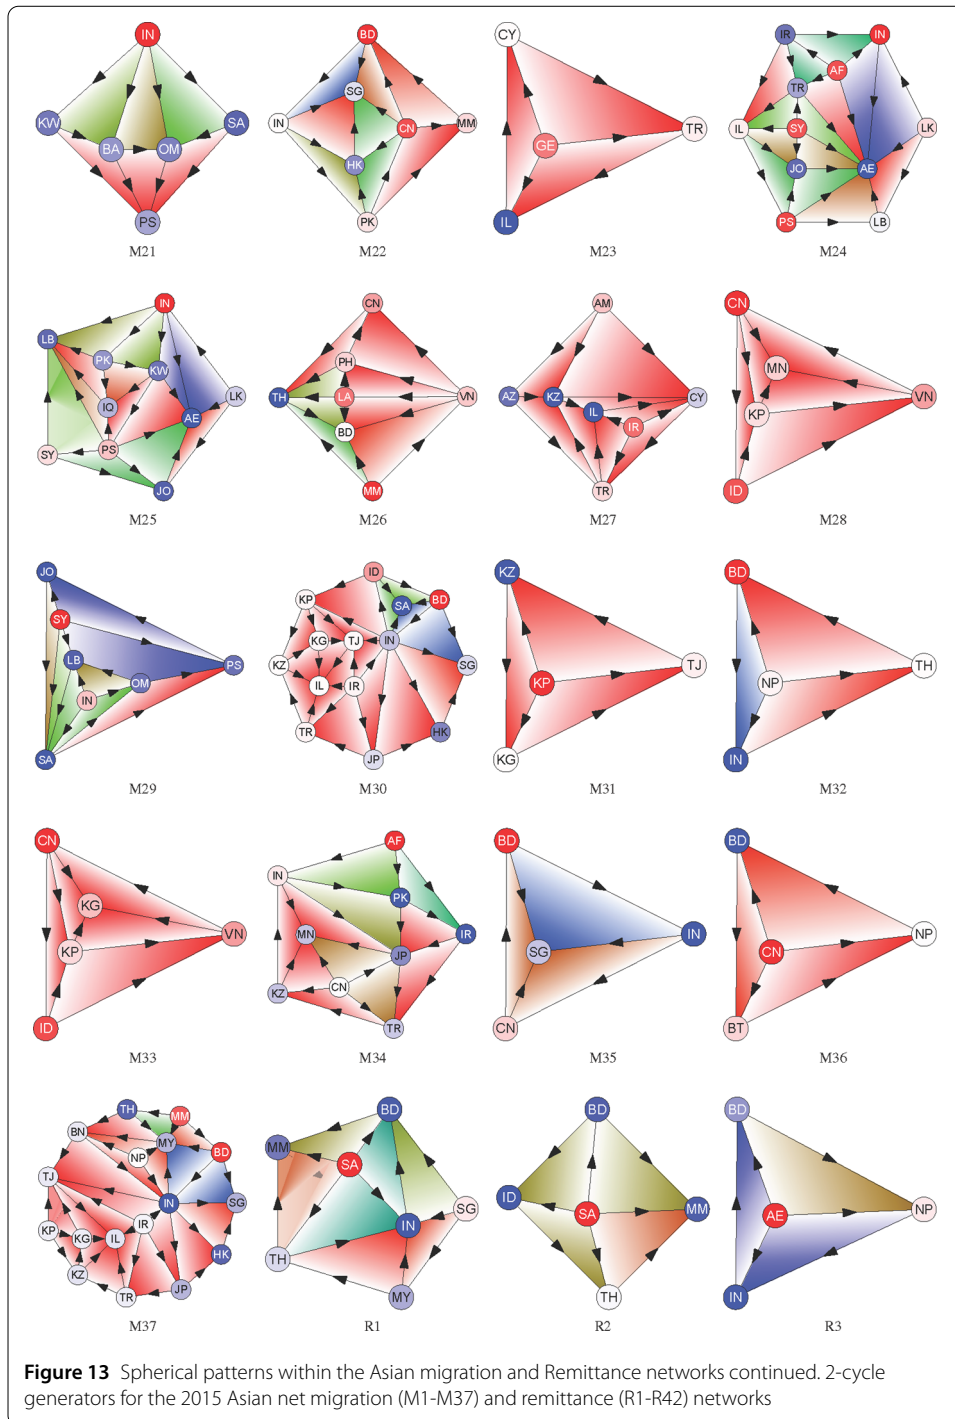 IN
KW
BA
OM
SA
PS
M21
BD
SG
IN
CN
MM
HK
PK
M22
CY
GE
TR
IL
M23
IR
IN
AF
TR
IL
SY
LK
JO
AE
PS
LB
M24
IN
LB
PK
KW
IQ
LK
AE
SY
PS
JO
M25
CN
PH
TH
LA
VN
BD
MM
M26
AM
AZ
KZ
CY
IL
IR
TR
M27
CN
MN
KP
VN
ID
M28
JO
SY
LB
PS
OM
IN
SA
M29
ID
KP
SA
BD
KG
TJ
IN
KZ
SG
IL
IR
TR
HK
JP
M30
KZ
TJ
KP
KG
M31
BD
TH
NP
IN
M32
CN
KG
VN
KP
ID
M33
AF
IN
PK
MN
IR
JP
KZ
CN
TR
M34
BD
IN
SG
CN
M35
BD
NP
CN
BT
M36
TH
MM
BN
MY
BD
NP
TJ
IN
SG
KP
IR
KG
IL
HK
KZ
JP
TR
M37
BD
MM
SA
SG
IN
TH
MY
R1
BD
ID
SA
MM
TH
R2
BD
AE
NP
IN
R3
Figure 13 Spherical patterns within the Asian migration and Remittance networks continued. 2-cycle
generators for the 2015 Asian net migration (M1-M37) and remittance (R1-R42) networks